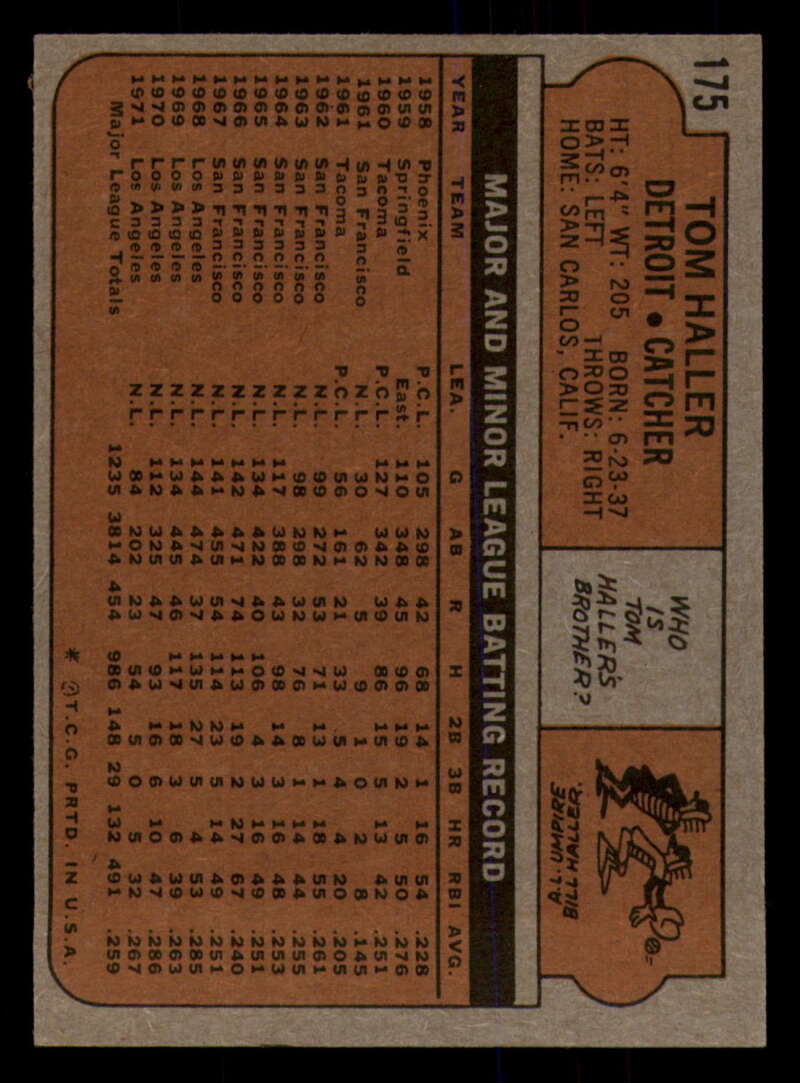 175
TOM HALLER
DETROIT • CATCHER
HT: 6'4" WT: 205 BORN: 6-23-37
BATS: LEFT THROWS: RIGHT
HOME: SAN CARLOS, CALIF.
WHO
IS
TOM
HALLER'S
BROTHER?
A.L. UMPIRE
BILL HALLER.
MAJOR AND MINOR LEAGUE BATTING RECORD
YEAR TEAM LEA. G AB R H 2B 3B HR RBI AVG.
1958 Phoenix P.C.L. 105 298 42 68 14 1 16 54 .228
1959 Springfield East. 110 348 45 96 19 2 5 50 .276
1960 Tacoma P.C.L. 127 342 39 86 15 5 13 42 .251
1961 San Francisco N.L. 30 62 5 9 1 0 2 8 .145
1961 Tacoma P.C.L. 56 161 21 33 5 4 4 20 .205
1962 San Francisco N.L. 99 272 53 71 13 1 18 55 .261
1963 San Francisco N.L. 98 298 32 76 8 1 14 44 .255
1964 San Francisco N.L. 117 388 43 98 14 3 16 48 .253
1965 San Francisco N.L. 134 422 40 106 4 3 16 49 .251
1966 San Francisco N.L. 142 471 74 113 19 2 27 67 .240
1967 San Francisco N.L. 141 455 54 114 23 5 14 49 .251
1968 Los Angeles N.L. 144 474 37 135 27 5 4 53 .285
1969 Los Angeles N.L. 134 445 46 117 18 3 6 39 .263
1970 Los Angeles N.L. 112 325 47 93 16 6 10 47 .286
1971 Los Angeles N.L. 84 202 23 54 5 0 5 32 .267
Major League Totals 1235 3814 454 986 148 29 132 491 .259
* © T.C.G. PRTD. IN U.S.A.